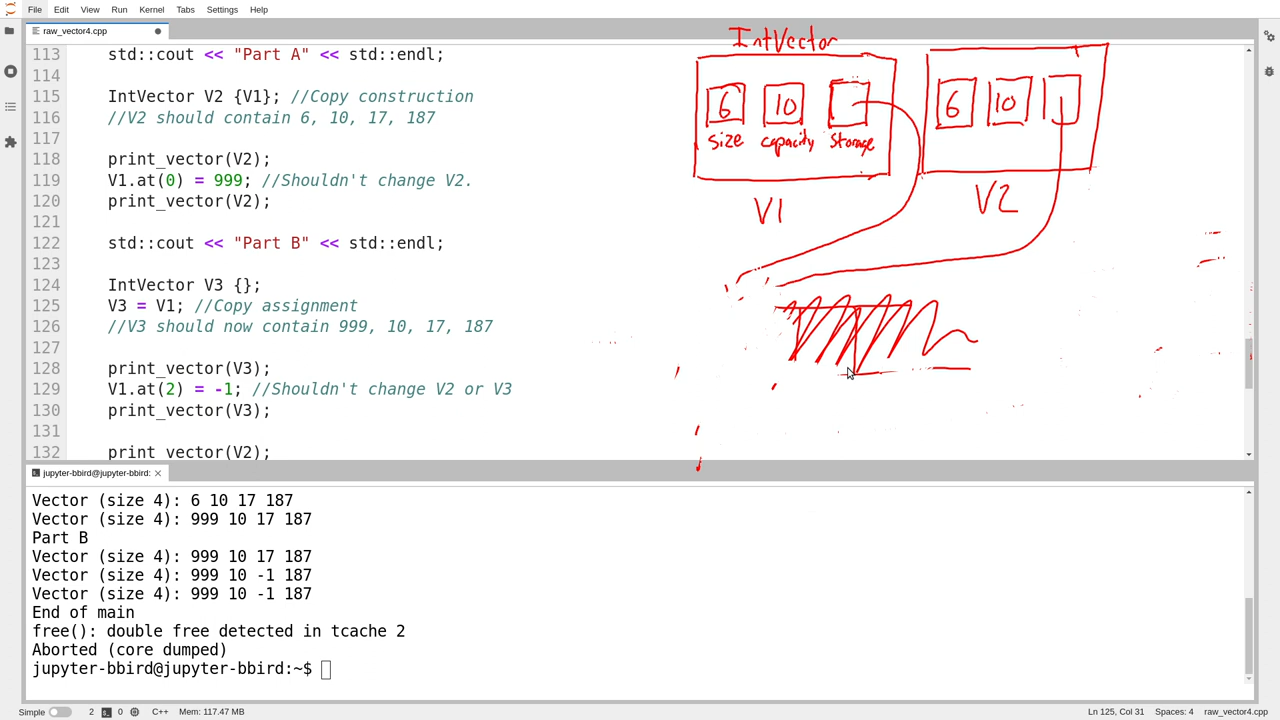 File Edit View Run Kernel Tabs Settings Help
raw_vector4.cpp
113 std::cout << "Part A" << std::endl;
114
115 IntVector V2 {V1}; //Copy construction
116 //V2 should contain 6, 10, 17, 187
117
118 print_vector(V2);
119 V1.at(0) = 999; //Shouldn't change V2.
120 print_vector(V2);
121
122 std::cout << "Part B" << std::endl;
123
124 IntVector V3 {};
125 V3 = V1; //Copy assignment
126 //V3 should now contain 999, 10, 17, 187
127
128 print_vector(V3);
129 V1.at(2) = -1; //Shouldn't change V2 or V3
130 print_vector(V3);
131
132 print_vector(V2);
IntVector
6 10
size capacity storage
V1
6 10
V2
jupyter-bbird@jupyter-bbird:
Vector (size 4): 6 10 17 187
Vector (size 4): 999 10 17 187
Part B
Vector (size 4): 999 10 17 187
Vector (size 4): 999 10 -1 187
Vector (size 4): 999 10 -1 187
End of main
free(): double free detected in tcache 2
Aborted (core dumped)
jupyter-bbird@jupyter-bbird:~$
Simple 2 0 C++ Mem: 117.47 MB Ln 125, Col 31 Spaces: 4 raw_vector4.cpp